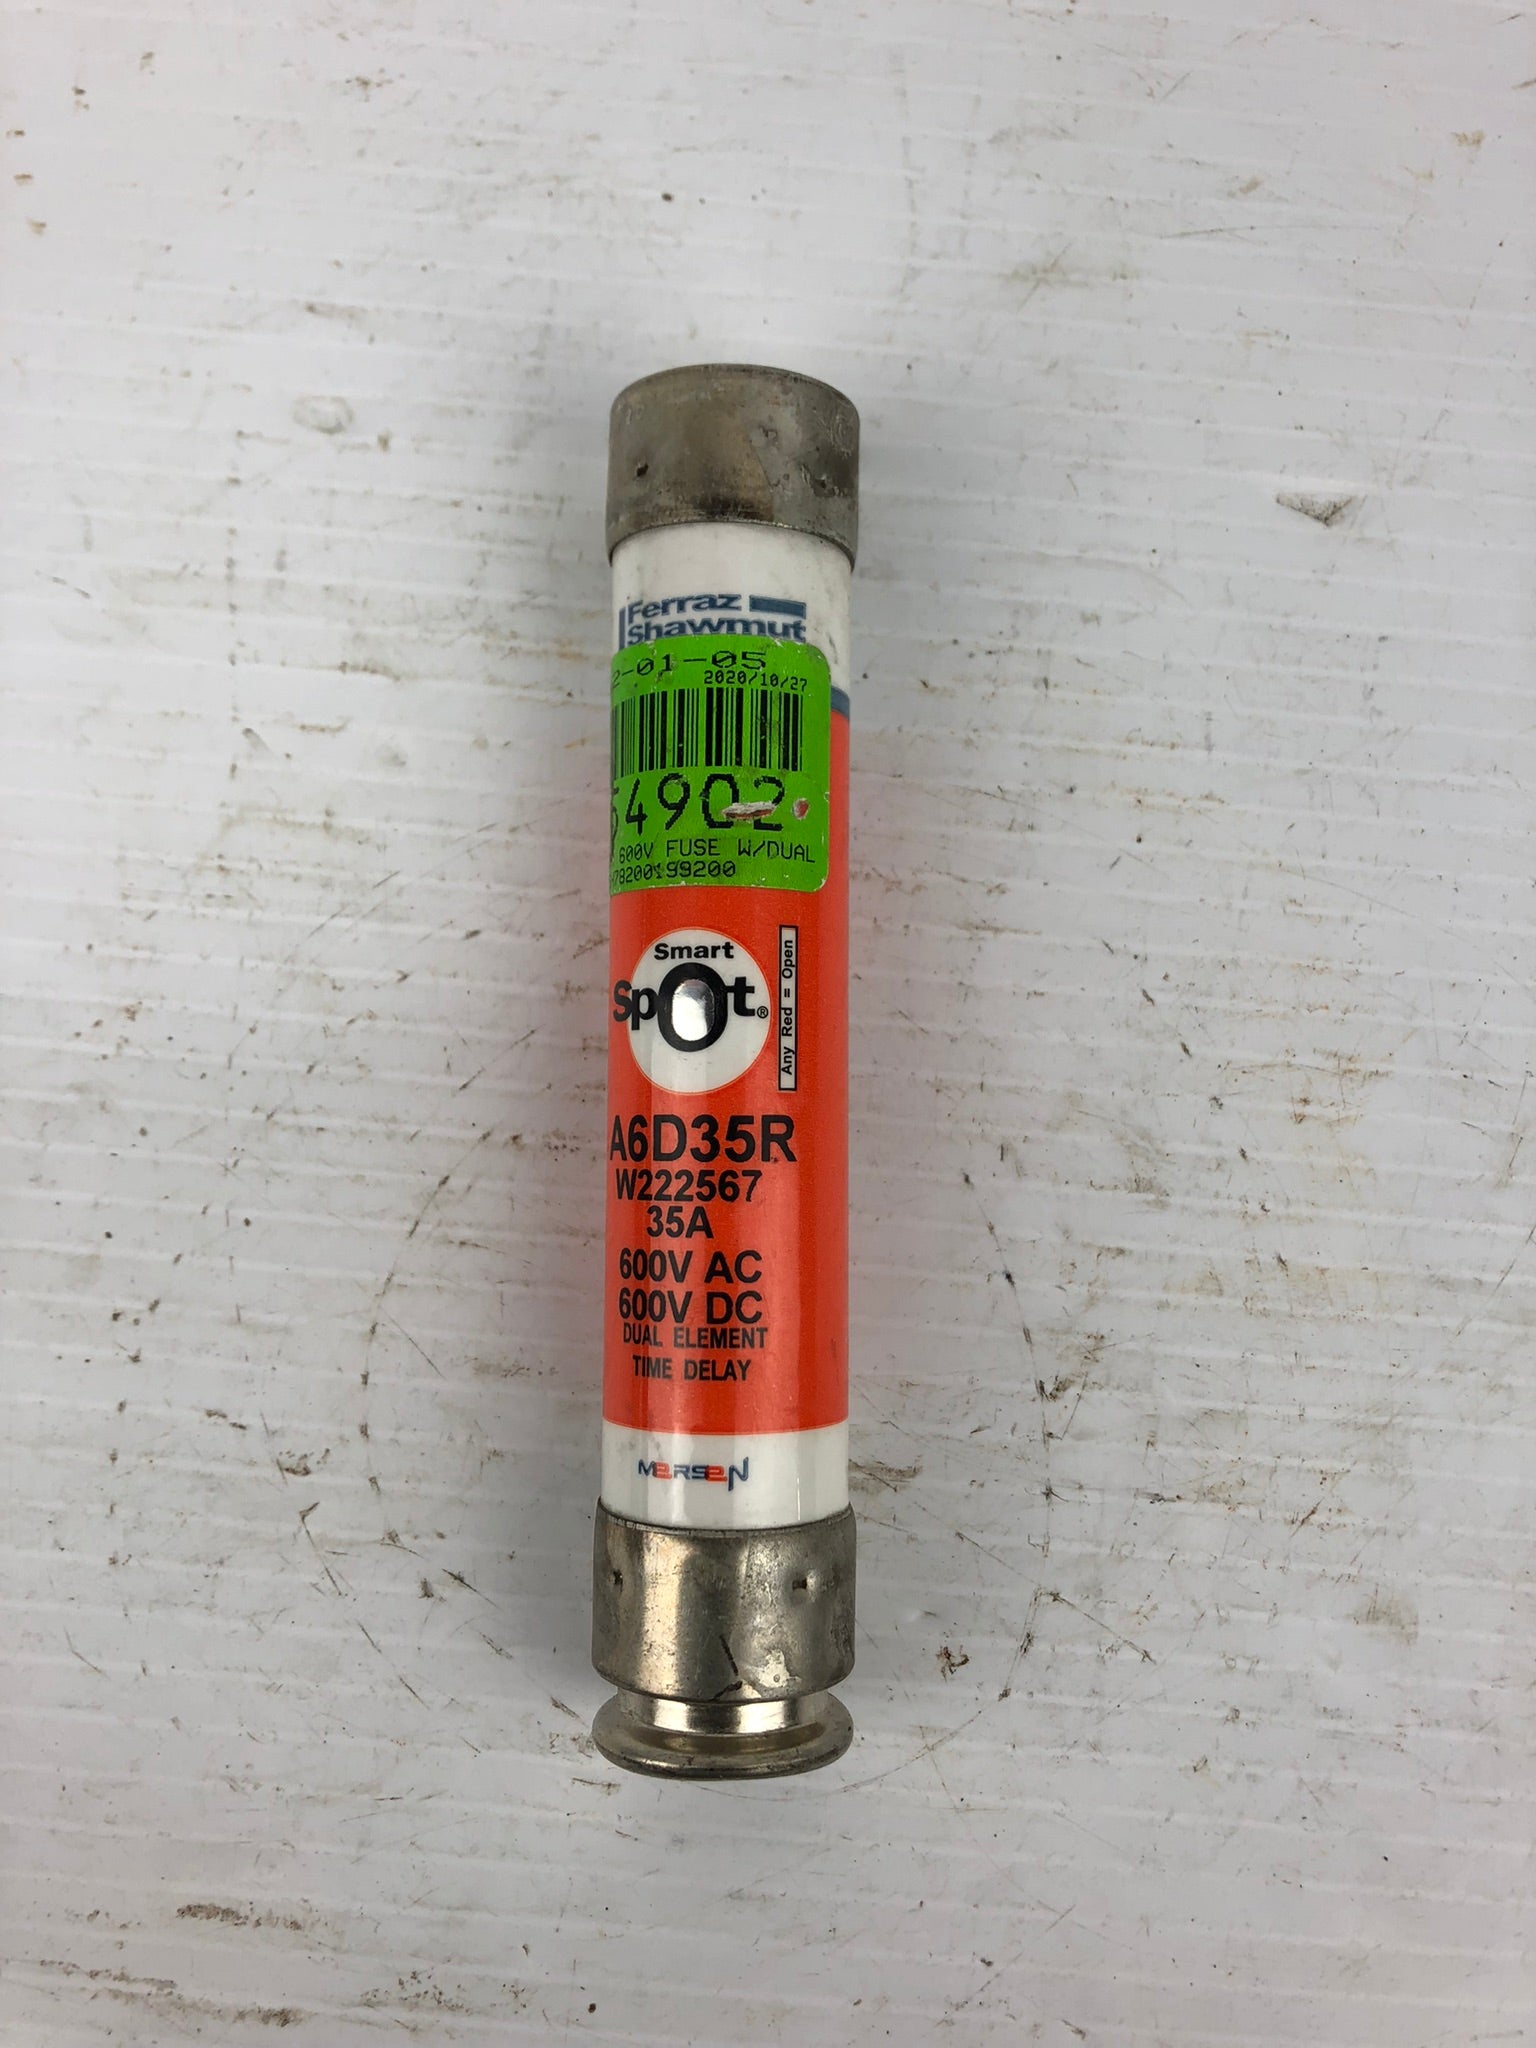 Ferraz
Shawmut
2-01-05
2020/10/27
54902
600V FUSE W/DUAL
78200199200
Smart
Spot®
Any Red = Open
A6D35R
W222567
35A
600V AC
600V DC
DUAL ELEMENT
TIME DELAY
MERSEN